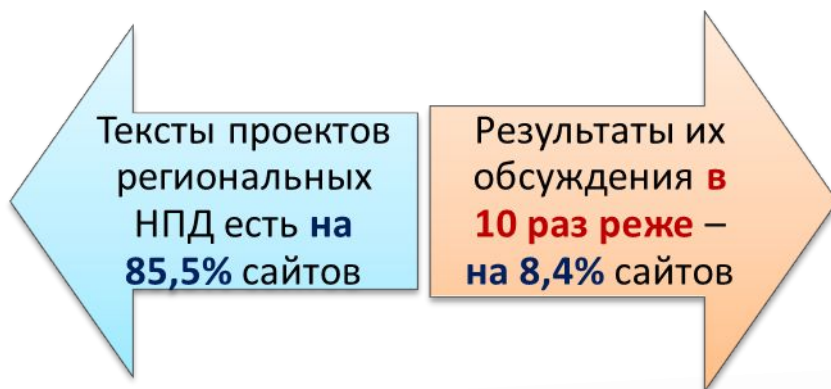 Тексты проектов
региональных
НПД есть на
85,5% сайтов
Результаты их
обсуждения в
10 раз реже –
на 8,4% сайтов